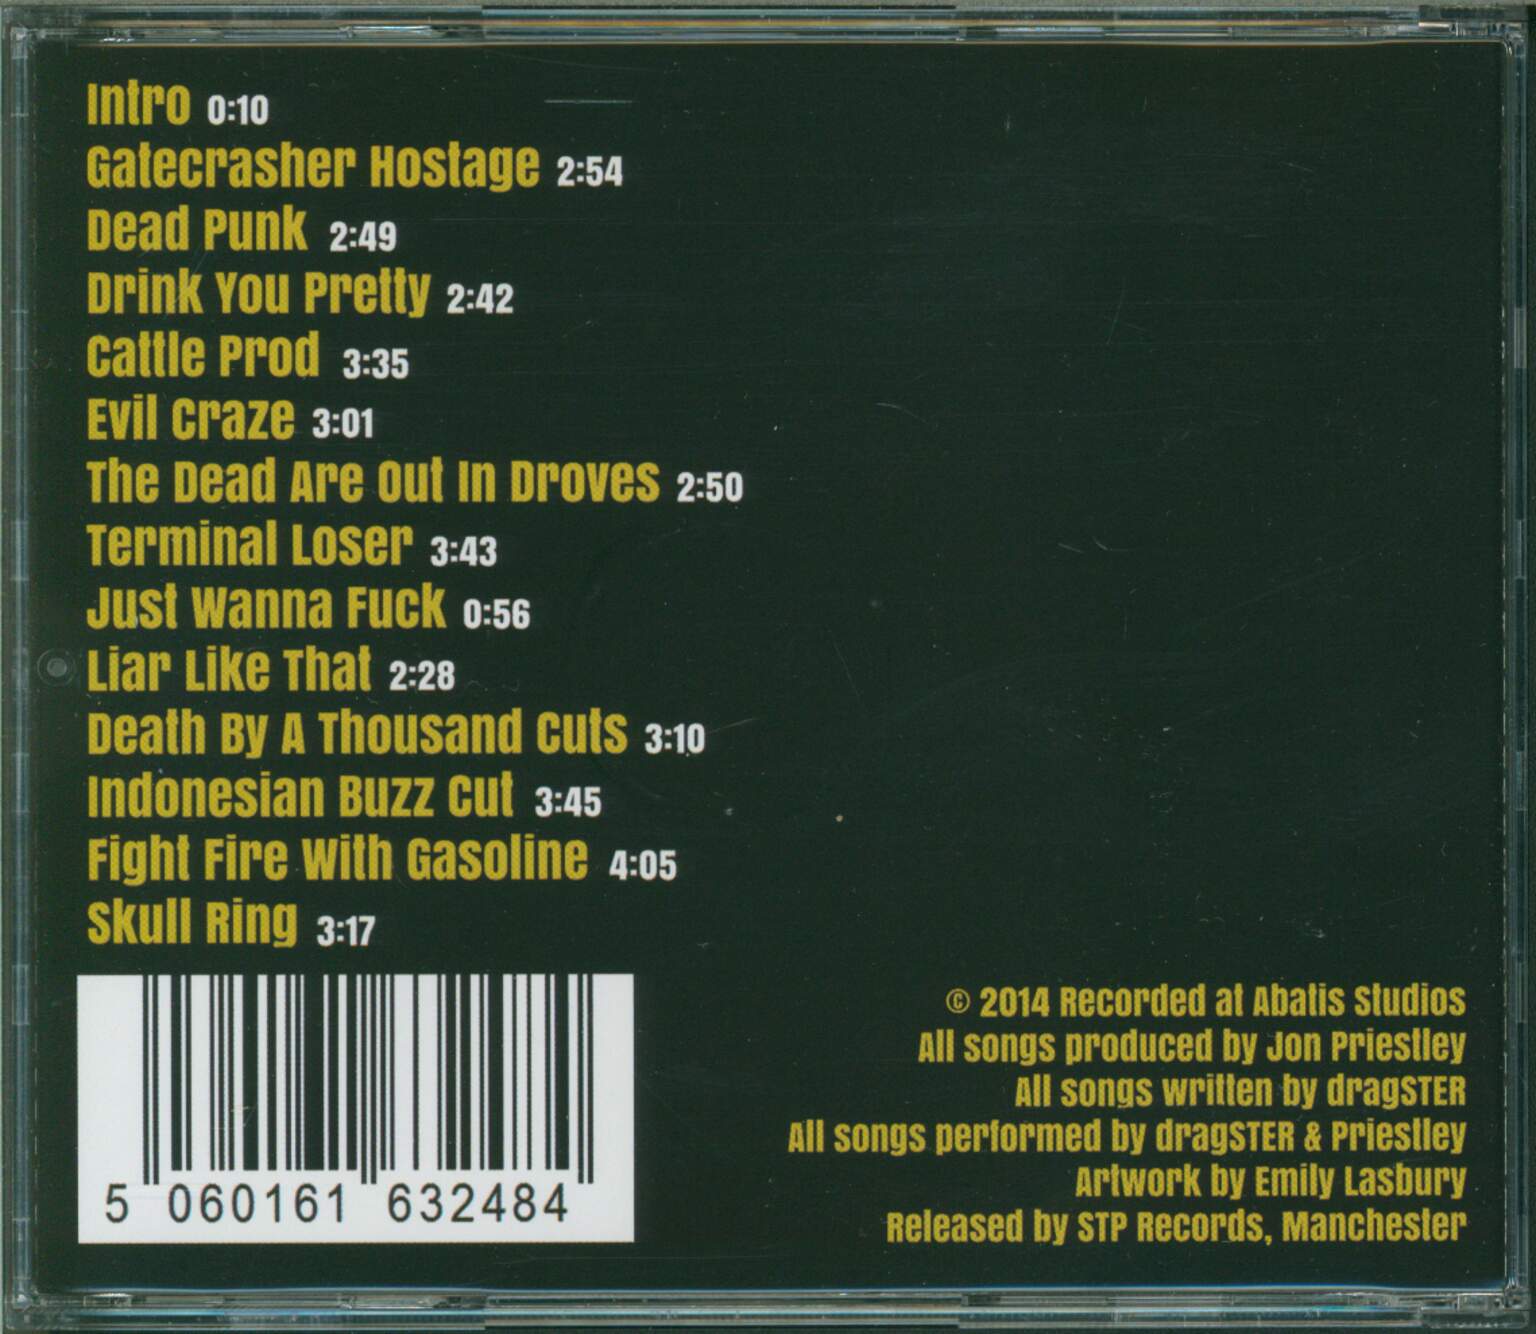 Intro 0:10
Gatecrasher Hostage 2:54
Dead Punk 2:49
Drink You Pretty 2:42
Cattle Prod 3:35
Evil Craze 3:01
The Dead Are Out In Droves 2:50
Terminal Loser 3:43
Just Wanna Fuck 0:56
Liar Like That 2:28
Death By A Thousand Cuts 3:10
Indonesian Buzz Cut 3:45
Fight Fire With Gasoline 4:05
Skull Ring 3:17
5 060161 632484
© 2014 Recorded at Abatis Studios
All songs produced by Jon Priestley
All songs written by dragSTER
All songs performed by dragSTER & Priestley
Artwork by Emily Lasbury
Released by STP Records, Manchester